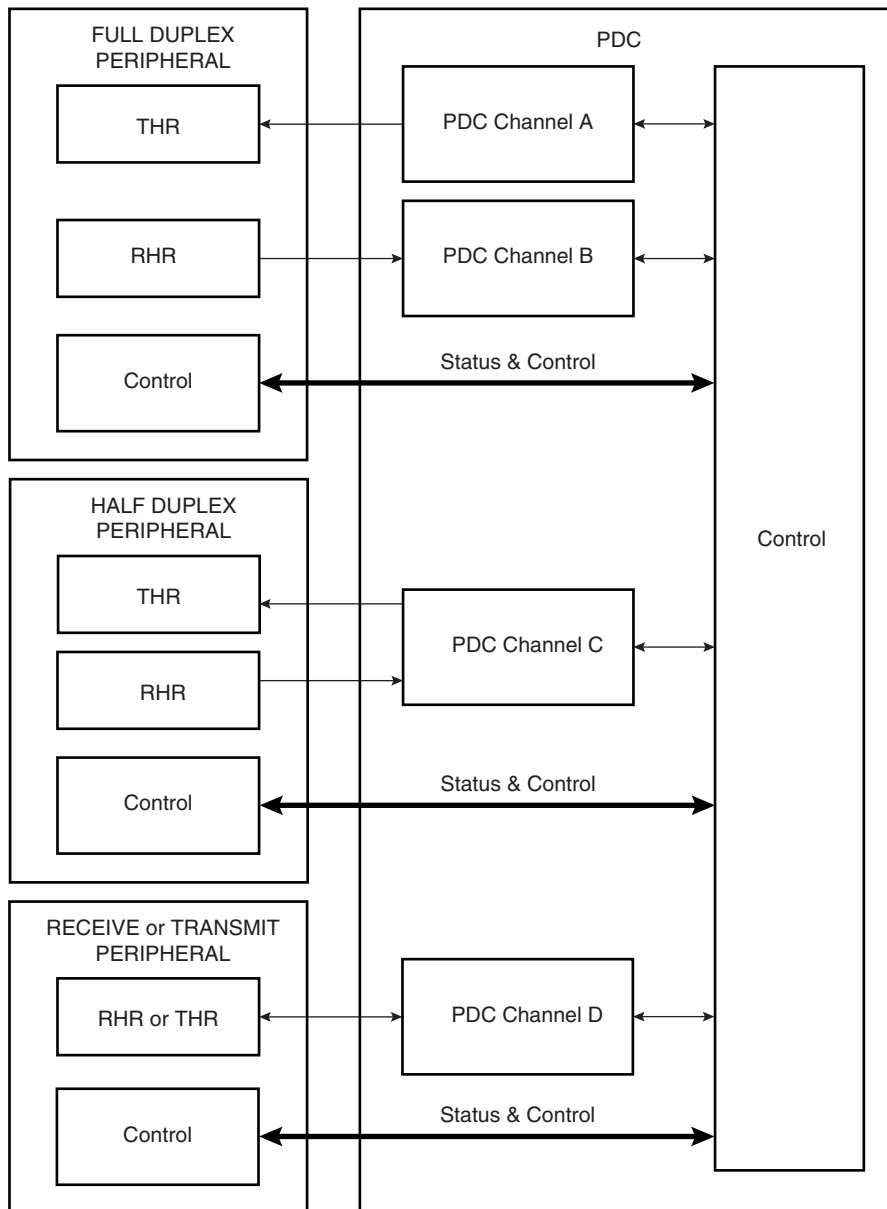 FULL DUPLEX
PERIPHERAL
THR
RHR
Control
PDC
PDC Channel A
PDC Channel B
Status & Control
HALF DUPLEX
PERIPHERAL
THR
RHR
Control
PDC Channel C
Status & Control
Control
RECEIVE or TRANSMIT
PERIPHERAL
RHR or THR
Control
PDC Channel D
Status & Control